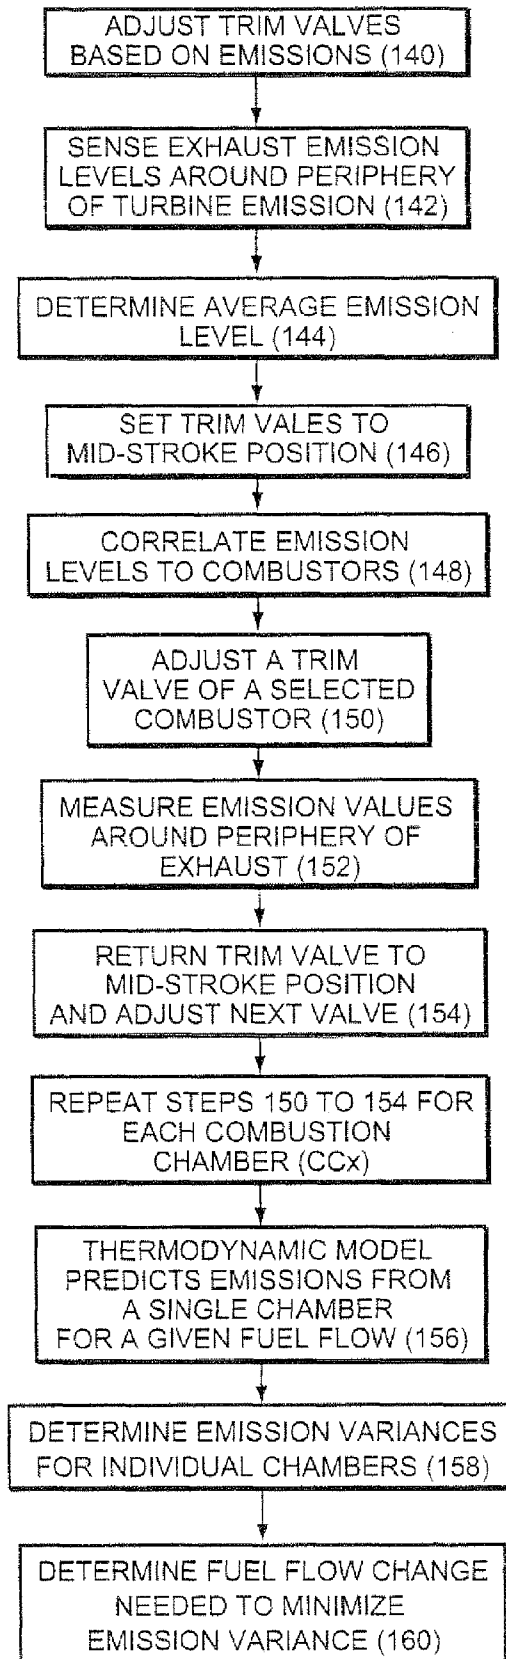 ADJUST TRIM VALVES
BASED ON EMISSIONS (140)
SENSE EXHAUST EMISSION
LEVELS AROUND PERIPHERY
OF TURBINE EMISSION (142)
DETERMINE AVERAGE EMISSION
LEVEL (144)
SET TRIM VALES TO
MID-STROKE POSITION (146)
CORRELATE EMISSION
LEVELS TO COMBUSTORS (148)
ADJUST A TRIM
VALVE OF A SELECTED
COMBUSTOR (150)
MEASURE EMISSION VALUES
AROUND PERIPHERY OF
EXHAUST (152)
RETURN TRIM VALVE TO
MID-STROKE POSITION
AND ADJUST NEXT VALVE (154)
REPEAT STEPS 150 TO 154 FOR
EACH COMBUSTION
CHAMBER (CCx)
THERMODYNAMIC MODEL
PREDICTS EMISSIONS FROM
A SINGLE CHAMBER
FOR A GIVEN FUEL FLOW (156)
DETERMINE EMISSION VARIANCES
FOR INDIVIDUAL CHAMBERS (158)
DETERMINE FUEL FLOW CHANGE
NEEDED TO MINIMIZE
EMISSION VARIANCE (160)